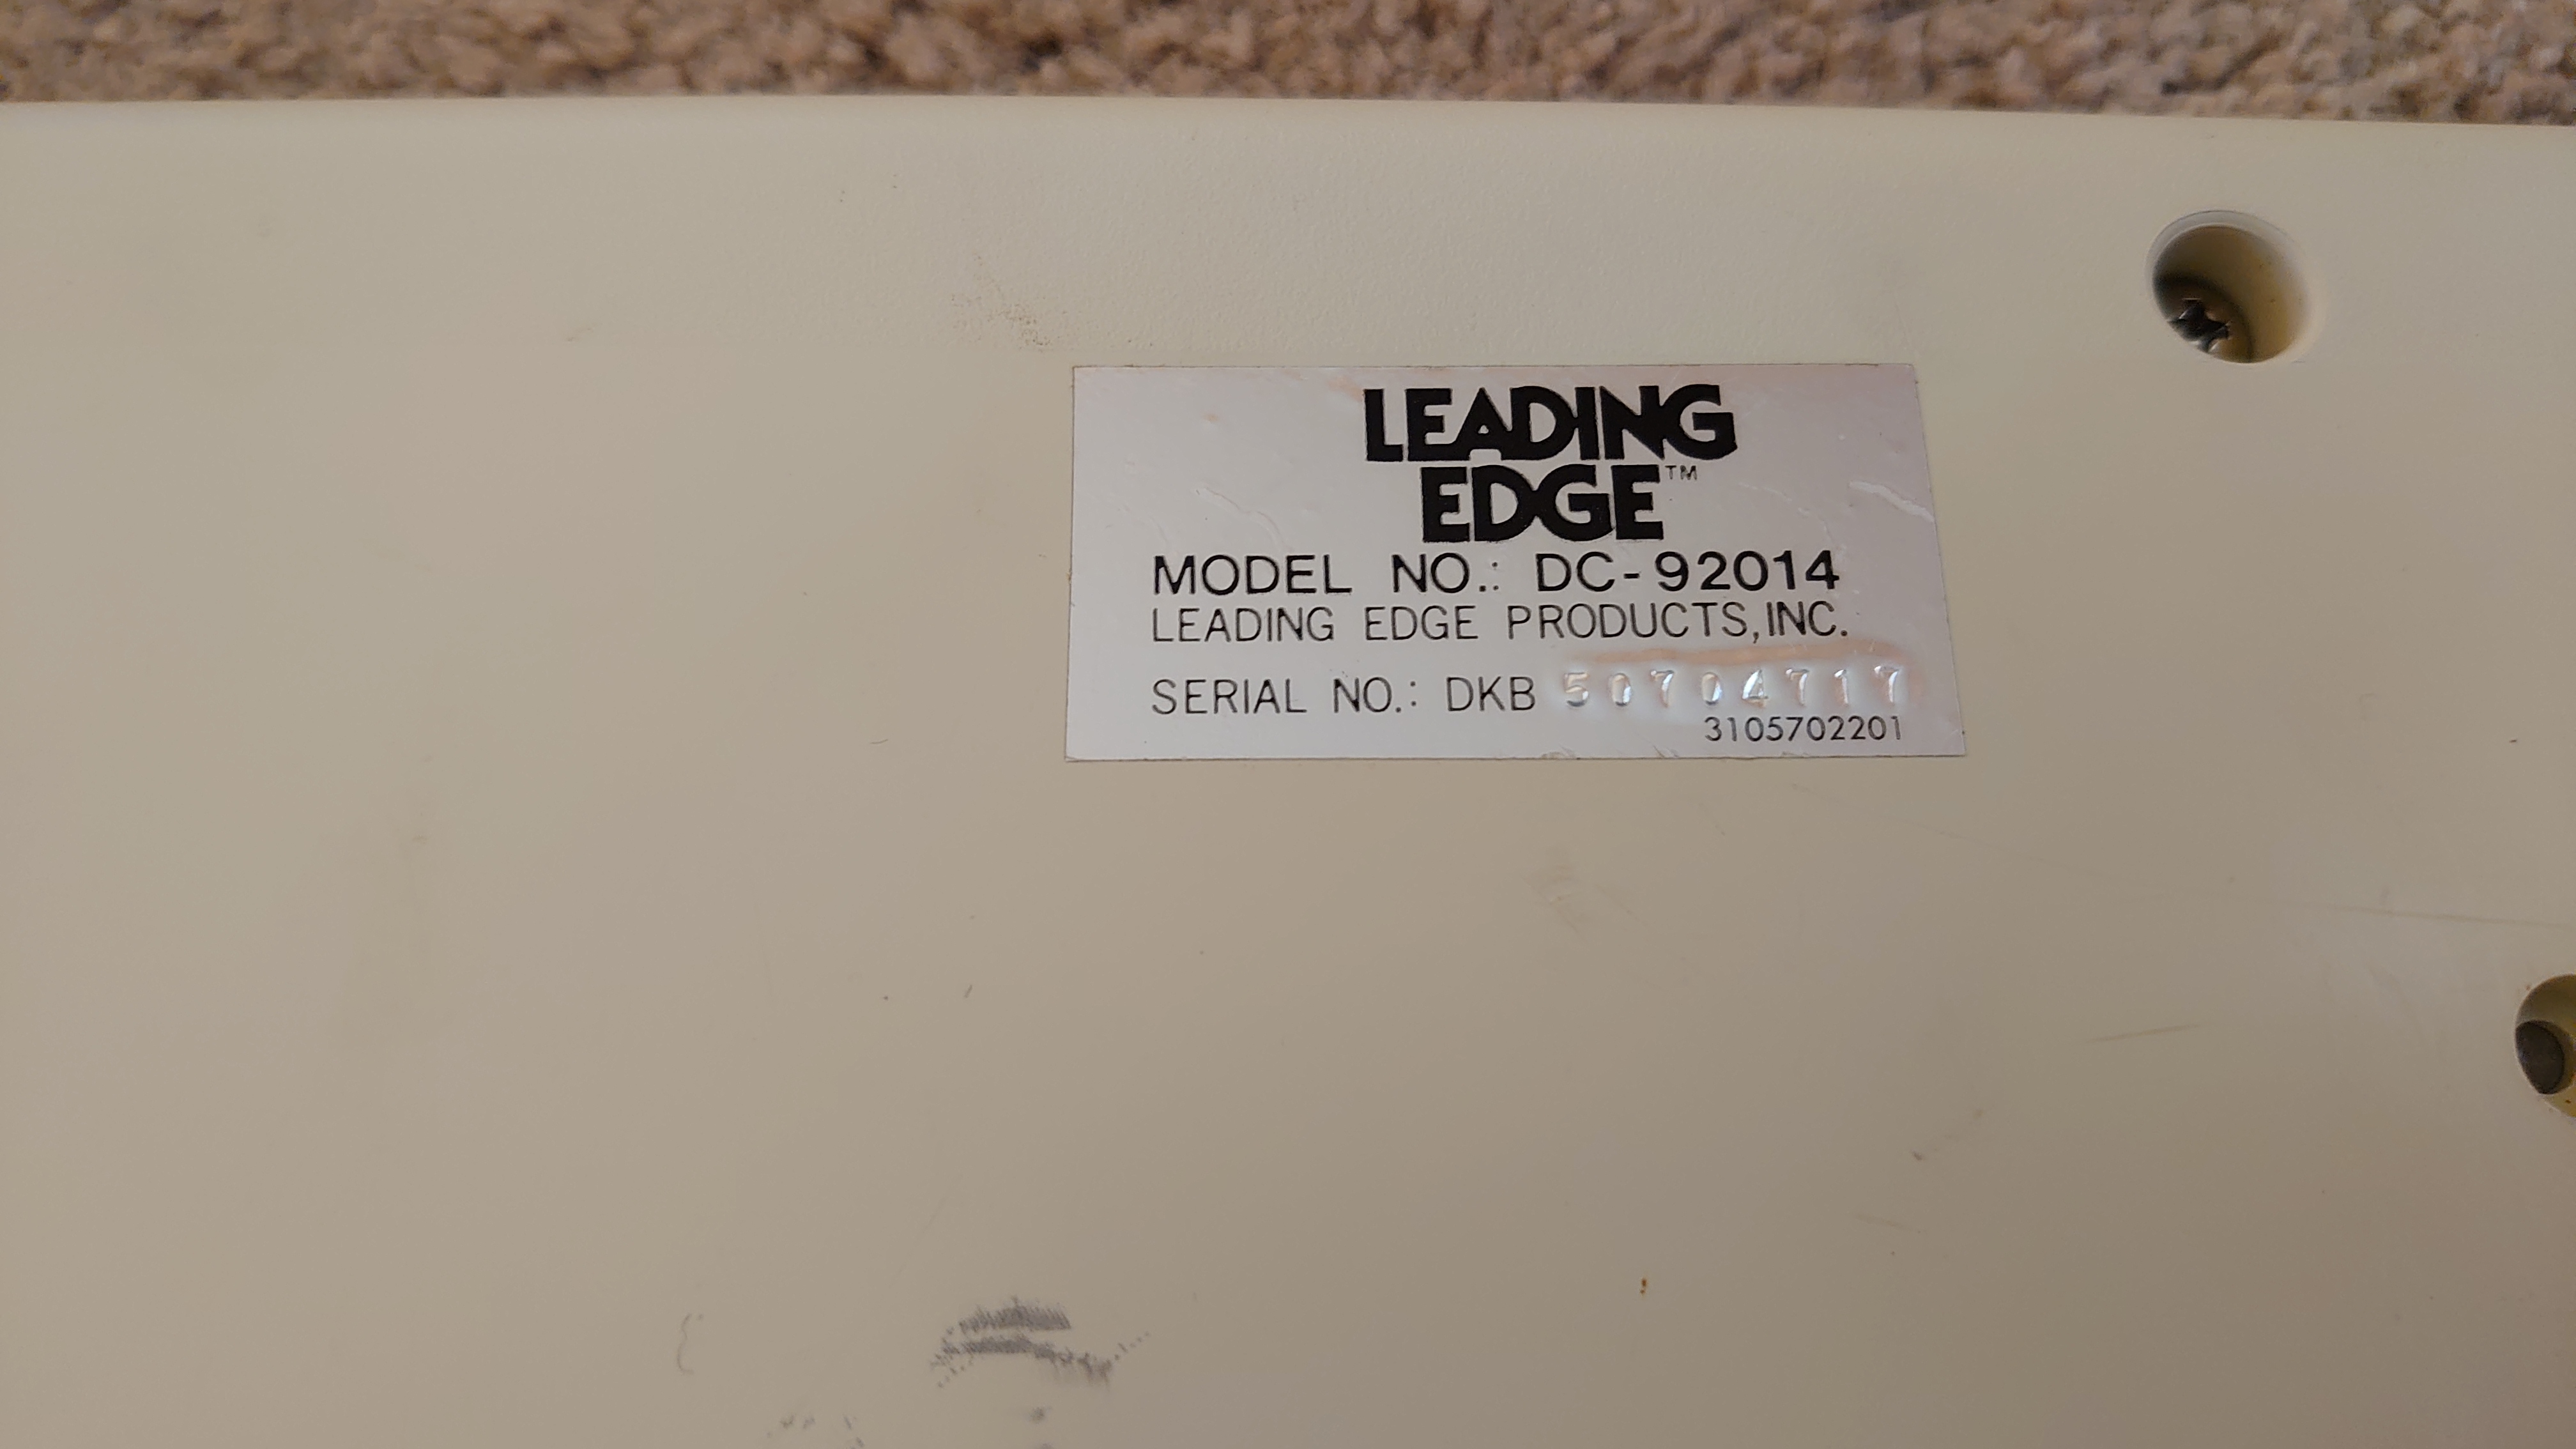 LEADING
EDGE™
MODEL NO.: DC-92014
LEADING EDGE PRODUCTS, INC.
SERIAL NO.: DKB 50704717
3105702201